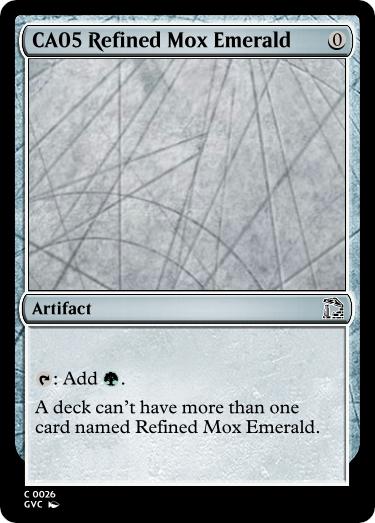 CA05 Refined Mox Emerald 0
Artifact
: Add .
A deck can't have more than one
card named Refined Mox Emerald.
C 0026
GVC